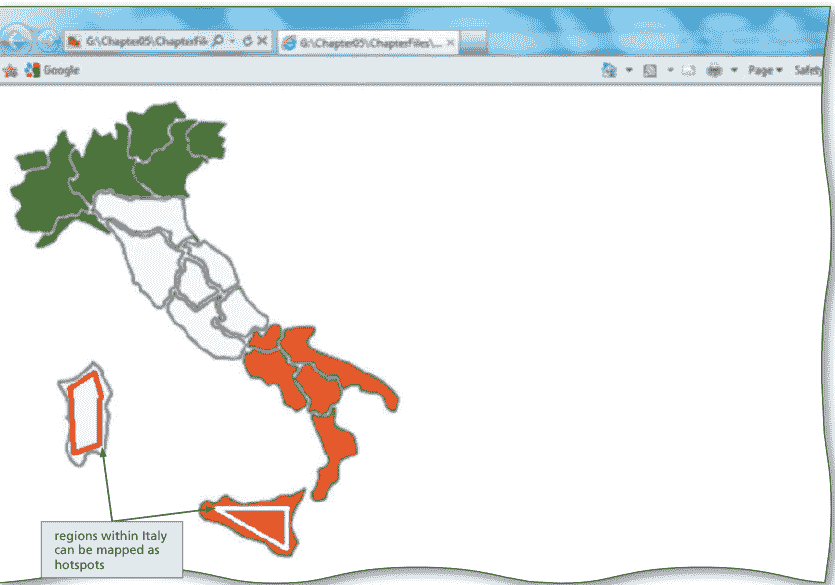 G:\Chapter05\ChapterFil
G:\Chapter05\ChapterFiles\...
Google
Page
Safety
regions within Italy
can be mapped as
hotspots